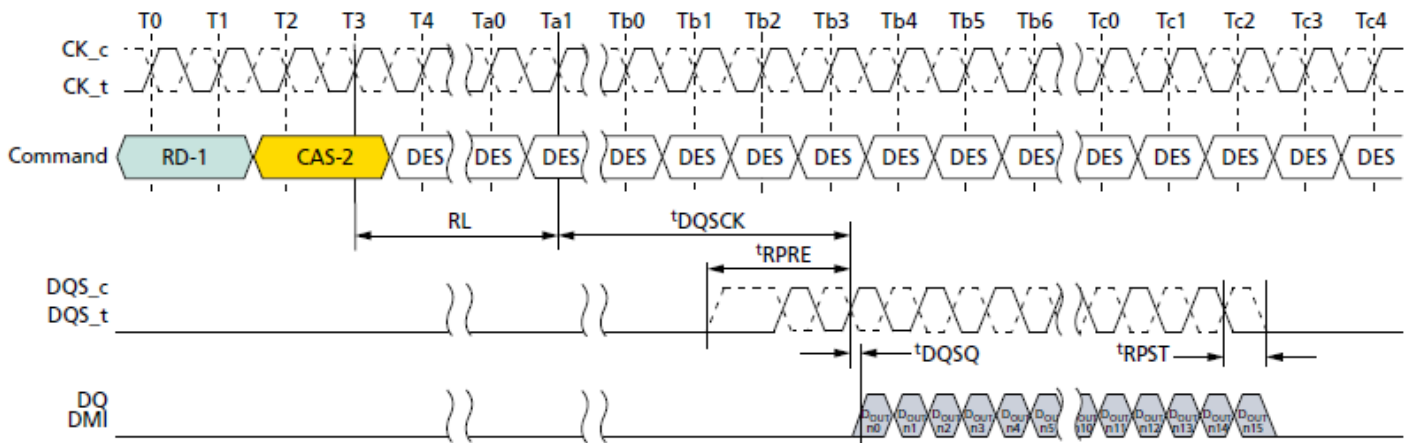 T0 T1 T2 T3 T4 Ta0 Ta1 Tb0 Tb1 Tb2 Tb3 Tb4 Tb5 Tb6 Tc0 Tc1 Tc2 Tc3 Tc4
CK_c
CK_t
Command RD-1 CAS-2 DES DES DES DES DES DES DES DES DES DES DES DES DES DES DES
RL tDQSCK
tRPRE
DQS_c
DQS_t
tDQSQ tRPST
DQ
DMI
DOUT DOUT DOUT DOUT DOUT DOUT DOUT DOUT DOUT DOUT DOUT DOUT
n0 n1 n2 n3 n4 n5 n10 n11 n12 n13 n14 n15